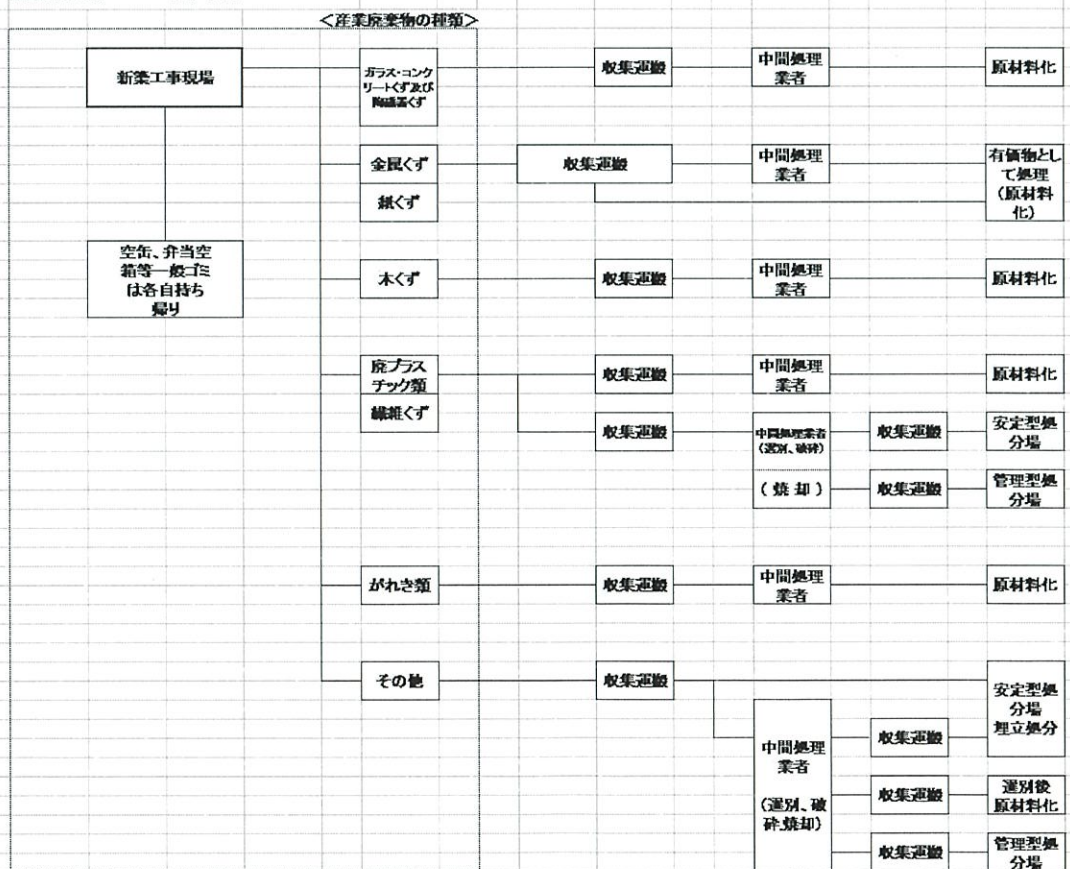 工事関係廃棄物の処理計画
＜産業廃棄物の種類＞
新築工事現場
ガラス・コンク
リートくず及び
陶磁器くず
収集運搬
中間処理
業者
原材料化
金属くず
紙くず
収集運搬
中間処理
業者
有価物とし
て処理
（原材料
化）
空缶、弁当空
箱等一般ゴミ
は各自持ち
帰り
木くず
収集運搬
中間処理
業者
原材料化
廃プラス
チック類
繊維くず
収集運搬
中間処理
業者
原材料化
収集運搬
中間処理業者
（選別、破砕）
収集運搬
安定型処
分場
（ 焼 却 ）
収集運搬
管理型処
分場
がれき類
収集運搬
中間処理
業者
原材料化
その他
収集運搬
中間処理
業者
（選別、破
砕、焼却）
収集運搬
安定型処
分場
埋立処分
収集運搬
選別後
原材料化
収集運搬
管理型処
分場